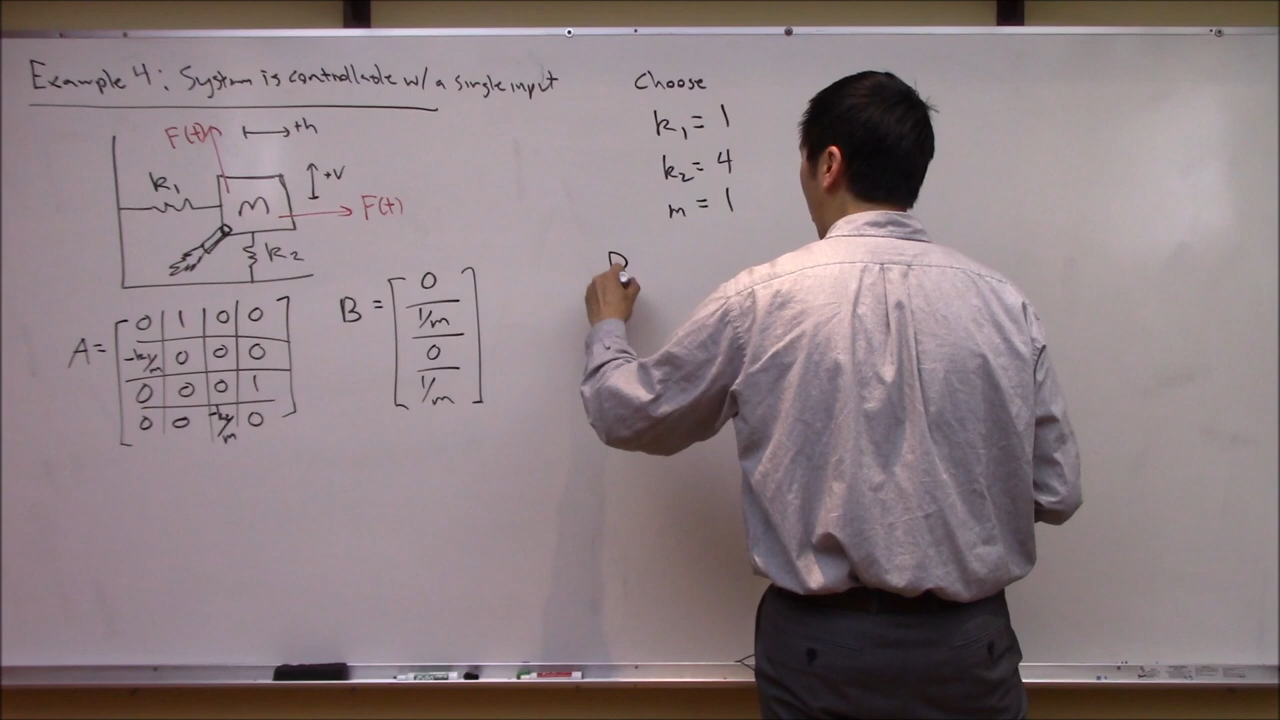 Example 4: System is controllable w/ a single input
F(t)
+h
k₁
m
+v
F(t)
k₂
A = [0 1 0 0
-k₁/m 0 0 0
0 0 0 1
0 0 -k₂/m 0]
B = [0
1/m
0
1/m]
Choose
k₁ = 1
k₂ = 4
m = 1